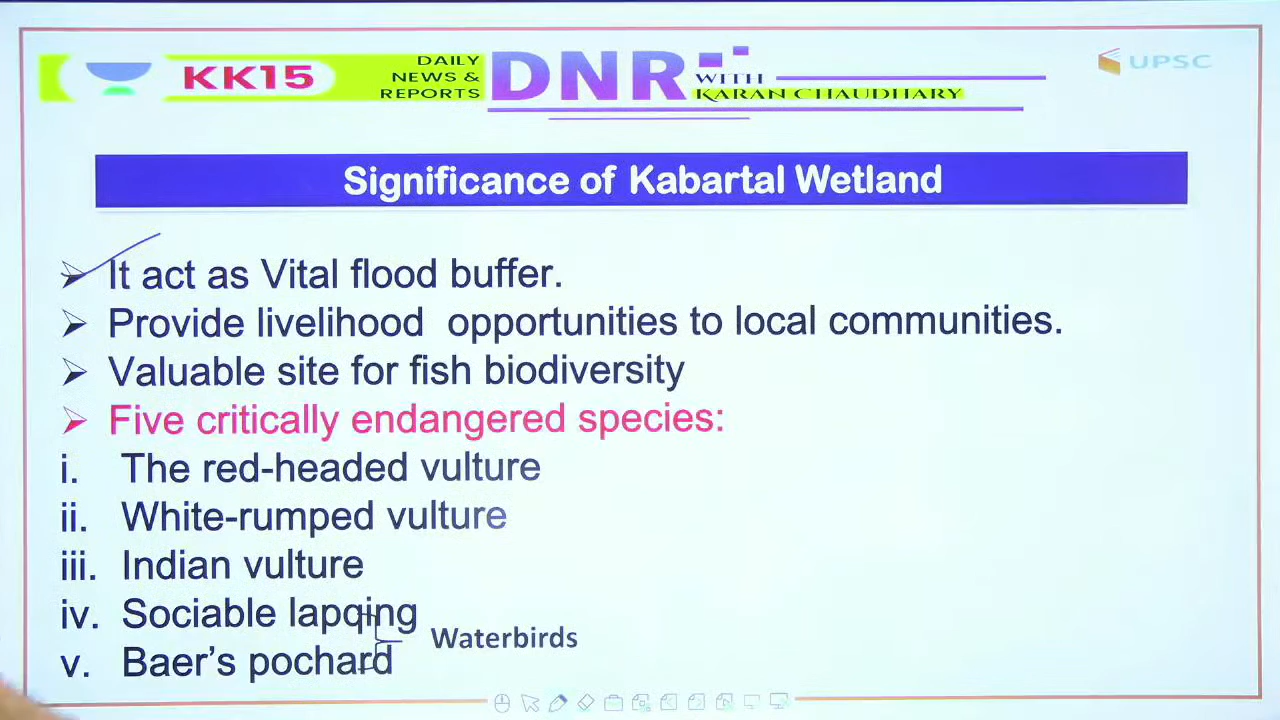 KK15
DAILY
NEWS &
REPORTS
DNR
WITH
KARAN CHAUDHARY
UPSC
Significance of Kabartal Wetland
It act as Vital flood buffer.
Provide livelihood opportunities to local communities.
Valuable site for fish biodiversity
Five critically endangered species:
i. The red-headed vulture
ii. White-rumped vulture
iii. Indian vulture
iv. Sociable lapqing
Waterbirds
v. Baer's pochard